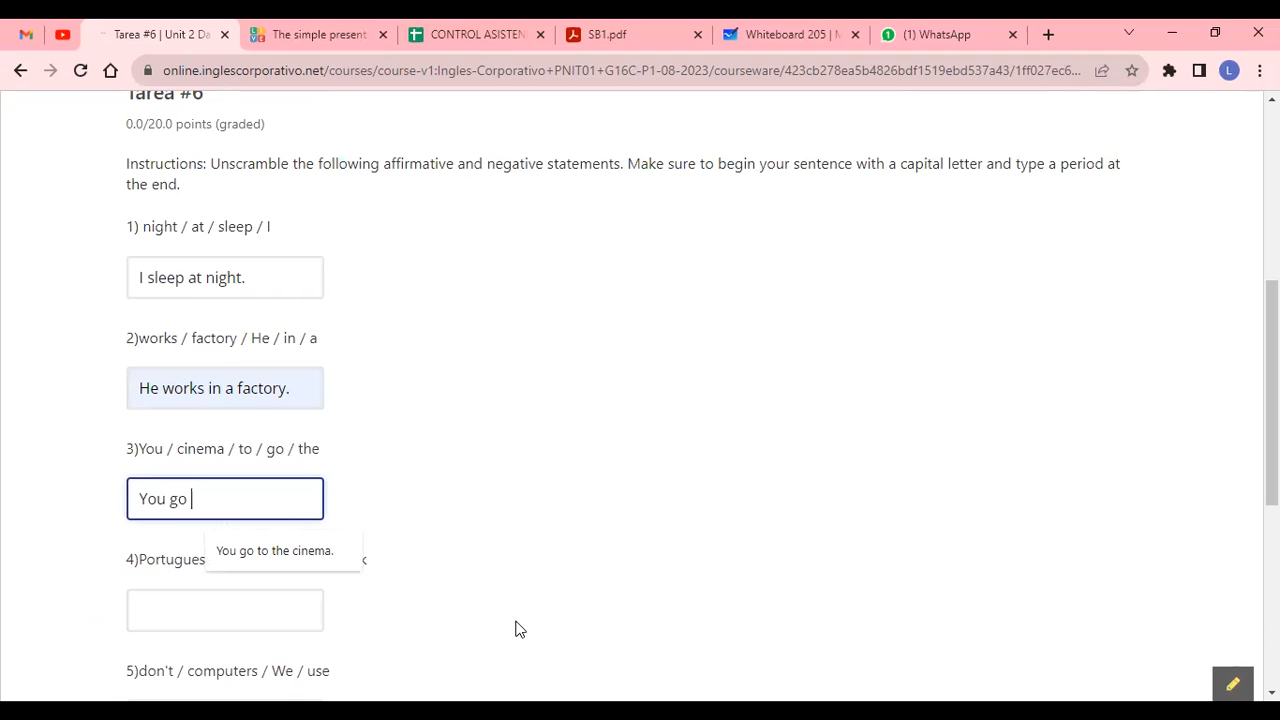 Tarea #6 | Unit 2 Da
The simple present
CONTROL ASISTEN
SB1.pdf
Whiteboard 205 | M
(1) WhatsApp
online.inglescorporativo.net/courses/course-v1:Ingles-Corporativo+PNIT01+G16C-P1-08-2023/courseware/423cb278ea5b4826bdf1519ebd537a43/1ff027ec6...
L
Tarea #6
0.0/20.0 points (graded)
Instructions: Unscramble the following affirmative and negative statements. Make sure to begin your sentence with a capital letter and type a period at
the end.
1) night / at / sleep / I
I sleep at night.
2)works / factory / He / in / a
He works in a factory.
3)You / cinema / to / go / the
You go
You go to the cinema.
4)Portugues
5)don't / computers / We / use